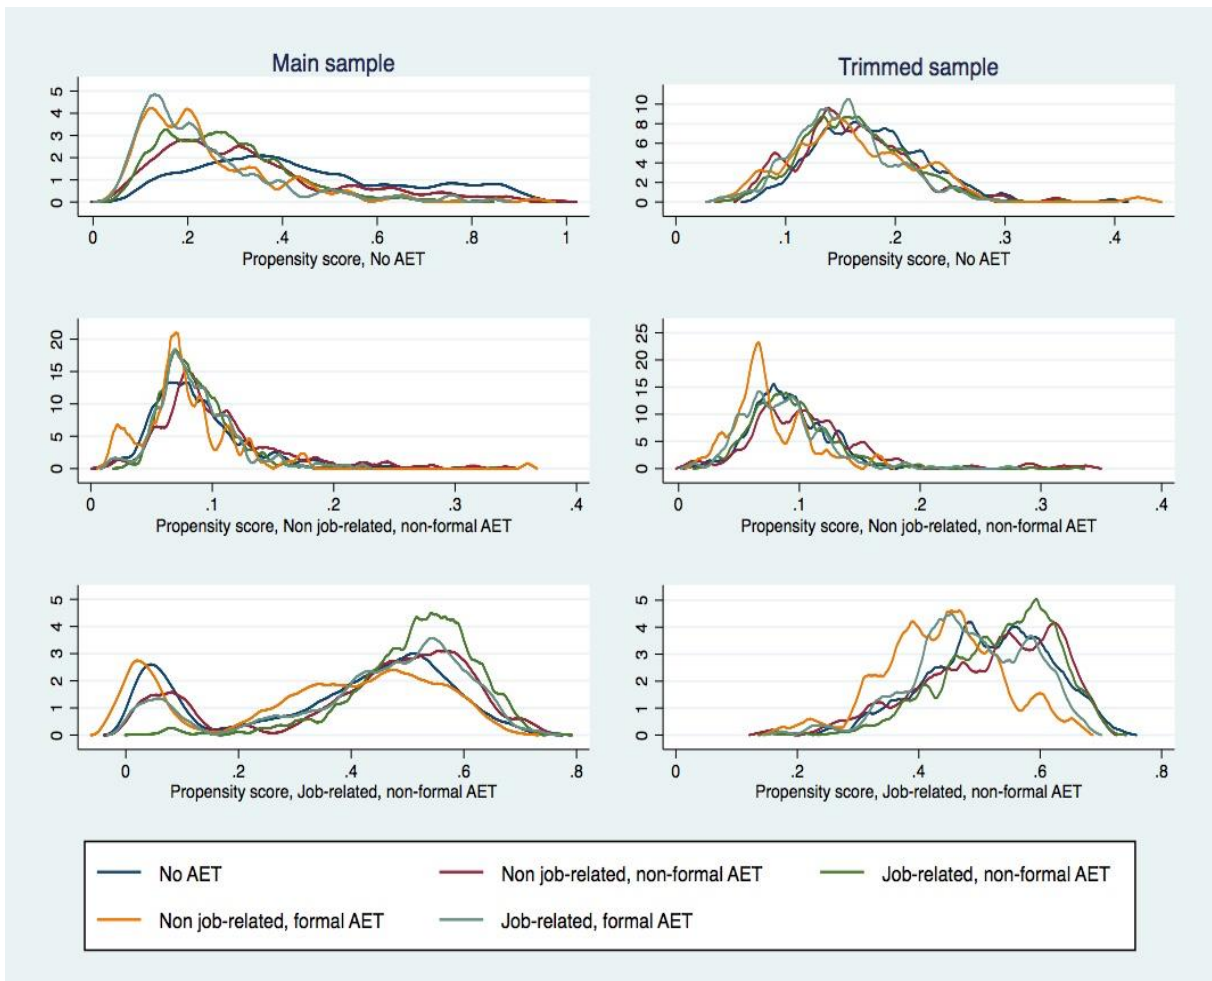 Main sample
Trimmed sample
5
4
3
2
1
0
0 .2 .4 .6 .8 1
Propensity score, No AET
10
8
6
4
2
0
0 .1 .2 .3 .4
Propensity score, No AET
20
15
10
5
0
0 .1 .2 .3 .4
Propensity score, Non job-related, non-formal AET
25
20
15
10
5
0
0 .1 .2 .3 .4
Propensity score, Non job-related, non-formal AET
5
4
3
2
1
0
0 .2 .4 .6 .8
Propensity score, Job-related, non-formal AET
5
4
3
2
1
0
0 .2 .4 .6 .8
Propensity score, Job-related, non-formal AET
No AET
Non job-related, non-formal AET
Job-related, non-formal AET
Non job-related, formal AET
Job-related, formal AET